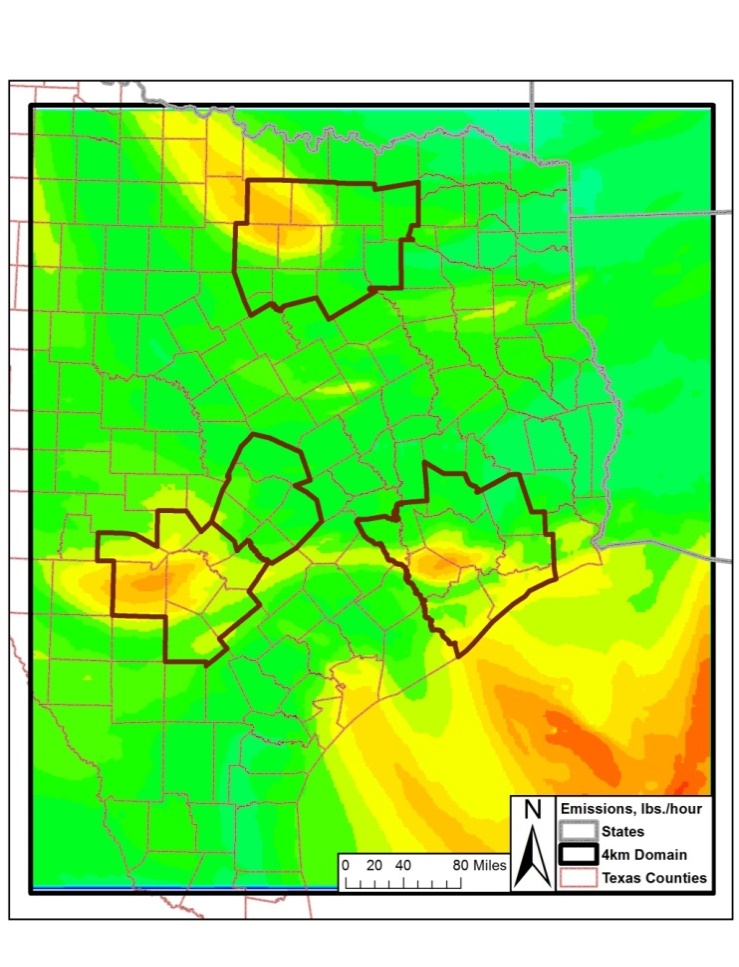 N
Emissions, lbs./hour
States
4km Domain
Texas Counties
0 20 40 80 Miles